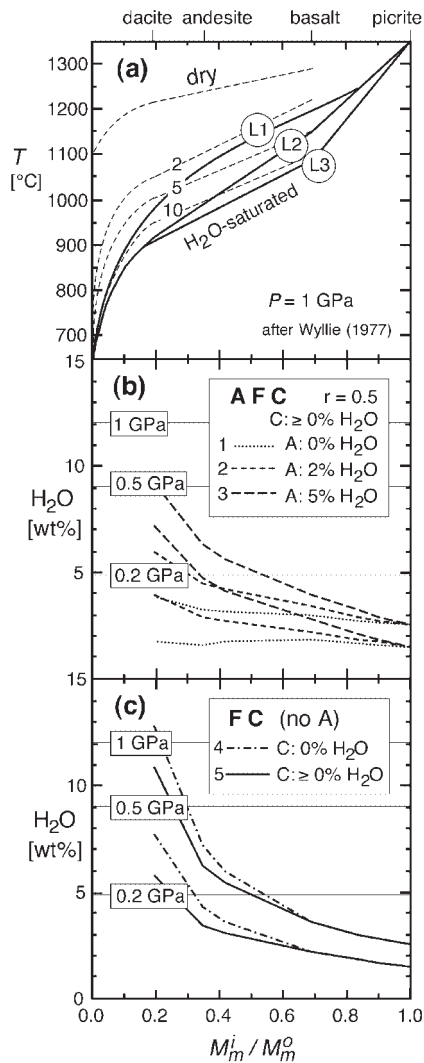 dacite andesite basalt picrite
1300
1200
1100
1000
900
800
700
T
[°C]
(a)
dry
2
5
10
L1
L2
L3
H2O-saturated
P = 1 GPa
after Wyllie (1977)
15
10
5
H2O
[wt%]
(b)
1 GPa
0.5 GPa
0.2 GPa
A F C r = 0.5
C: ≥ 0% H2O
1 A: 0% H2O
2 A: 2% H2O
3 A: 5% H2O
15
10
5
0
H2O
[wt%]
(c)
1 GPa
0.5 GPa
0.2 GPa
F C (no A)
4 C: 0% H2O
5 C: ≥ 0% H2O
0.0 0.2 0.4 0.6 0.8 1.0
M^i_m / M^o_m